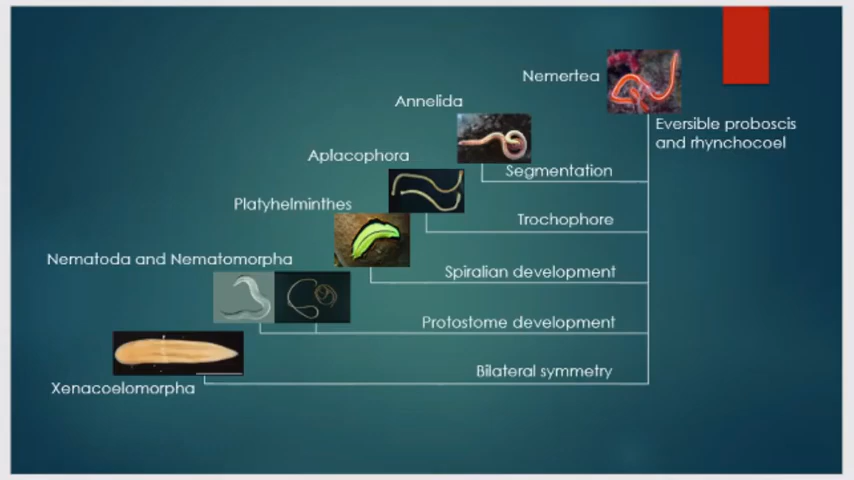 Nemertea
Annelida
Eversible proboscis
and rhynchocoel
Aplacophora
Segmentation
Platyhelminthes
Trochophore
Nematoda and Nematomorpha
Spiralian development
Protostome development
Bilateral symmetry
Xenacoelomorpha